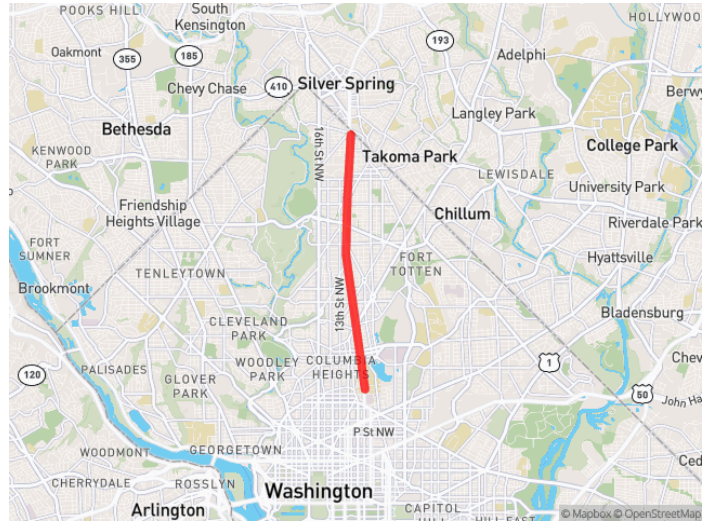 POOKS HILL
South
Kensington
HOLLYWOO
Oakmont
355
185
193
Adelphi
Chevy Chase
410
Silver Spring
Berwy
Langley Park
Bethesda
College Park
KENWOOD
PARK
16th St NW
Takoma Park
LEWISDALE
University Park
Friendship
Heights Village
Chillum
Riverdale Park
FORT
SUMNER
FORT
TOTTEN
Hyattsville
TENLEYTOWN
Brookmont
13th St NW
Bladensburg
CLEVELAND
PARK
WOODLEY
PARK
COLUMBIA
HEIGHTS
1
Chev
120
PALISADES
GLOVER
PARK
50
John Ha
P St NW
WOODMONT
GEORGETOWN
Ced
CHERRYDALE
ROSSLYN
Washington
Arlington
CAPITOL
© Mapbox © OpenStreetMap